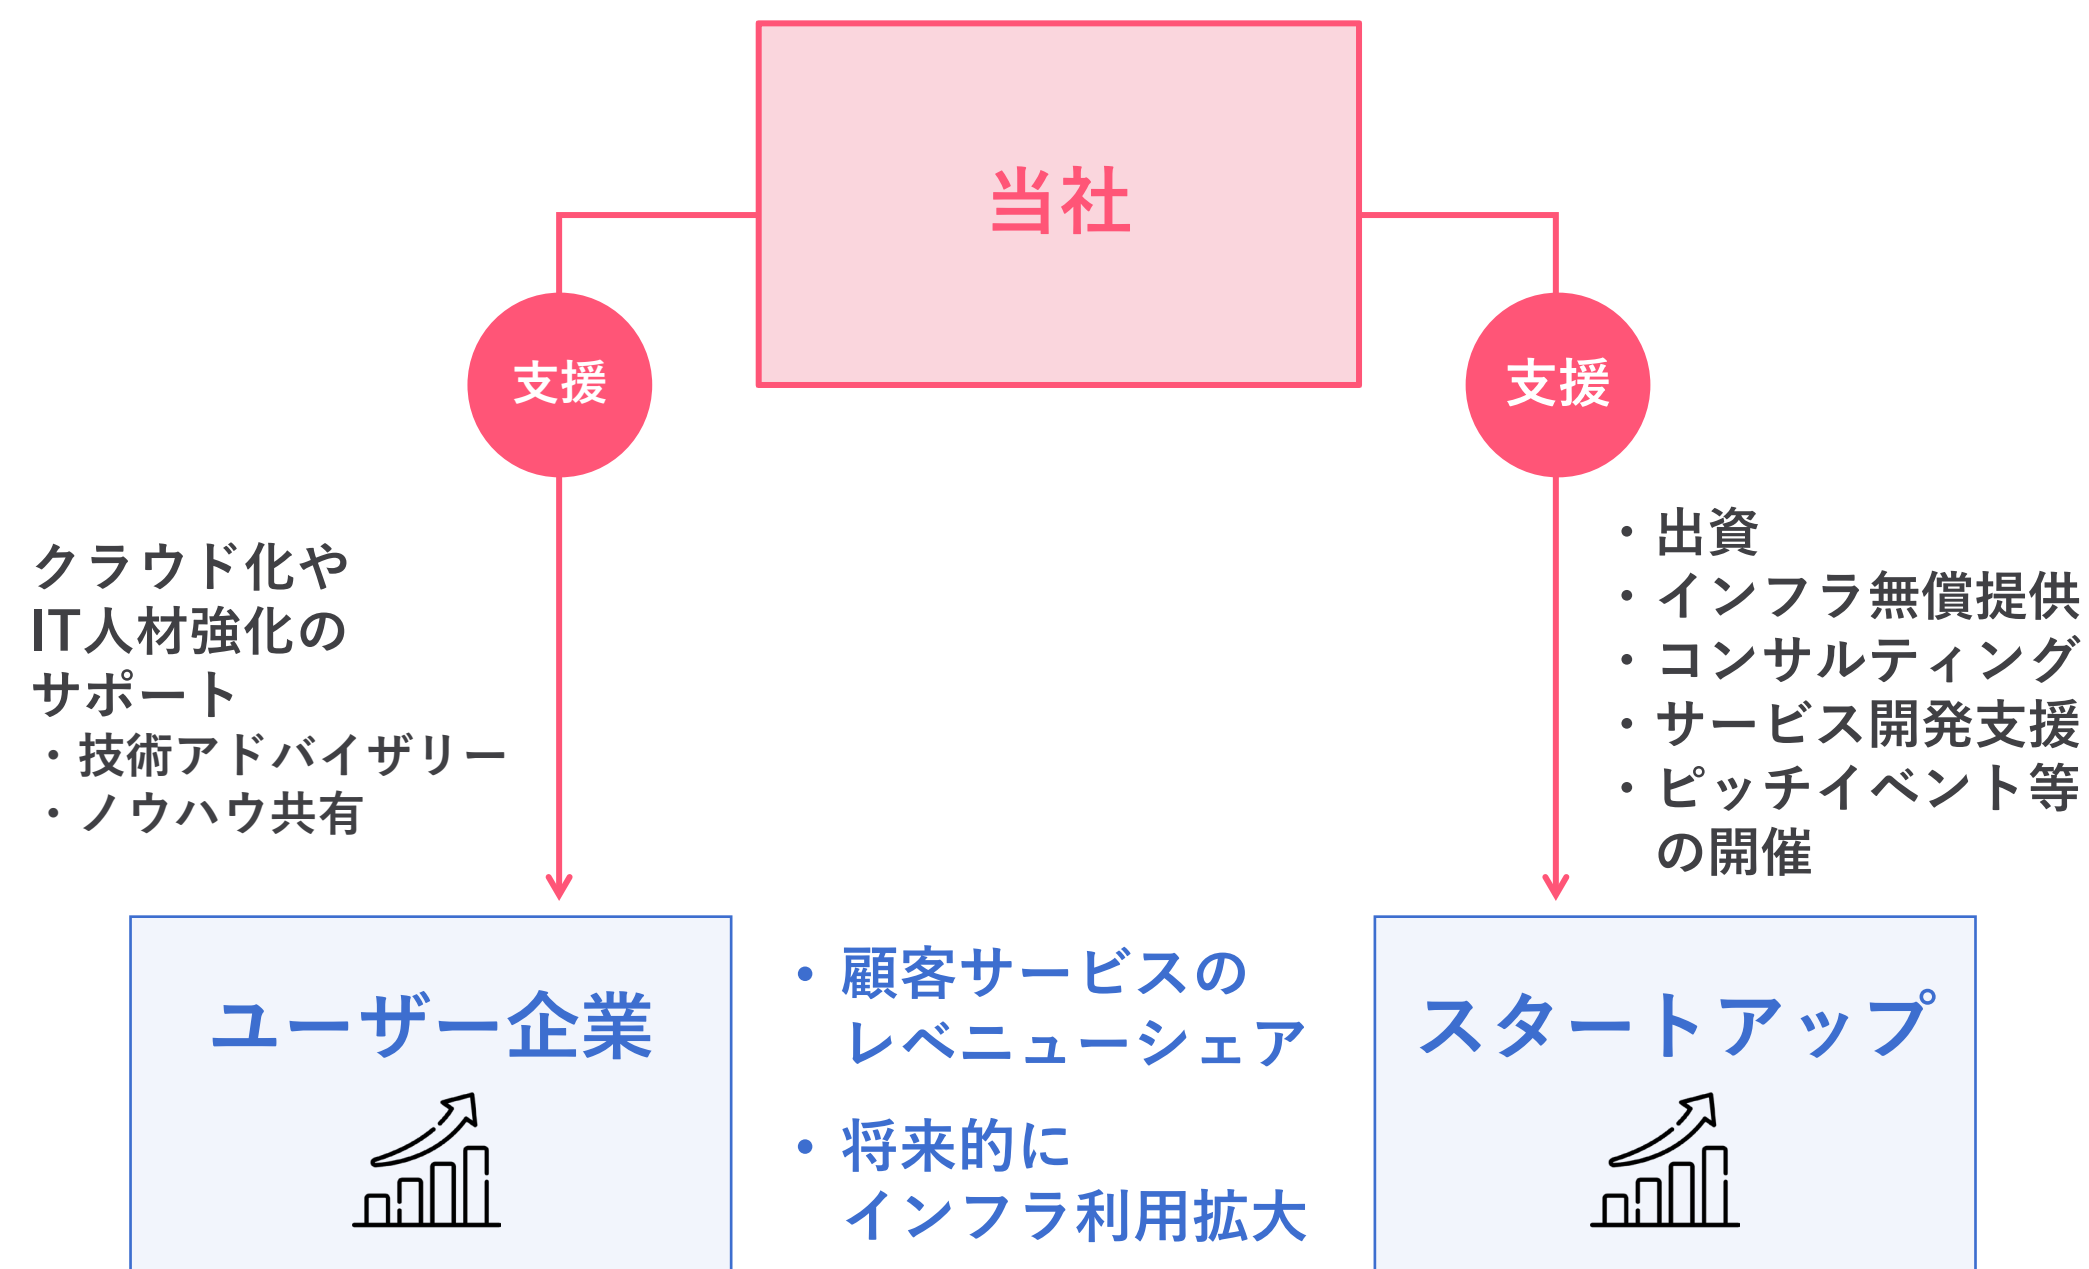 当社
支援
支援
クラウド化や
IT人材強化の
サポート
・技術アドバイザリー
・ノウハウ共有
・出資
・インフラ無償提供
・コンサルティング
・サービス開発支援
・ピッチイベント等
の開催
ユーザー企業
• 顧客サービスの
レベニューシェア
• 将来的に
インフラ利用拡大
スタートアップ